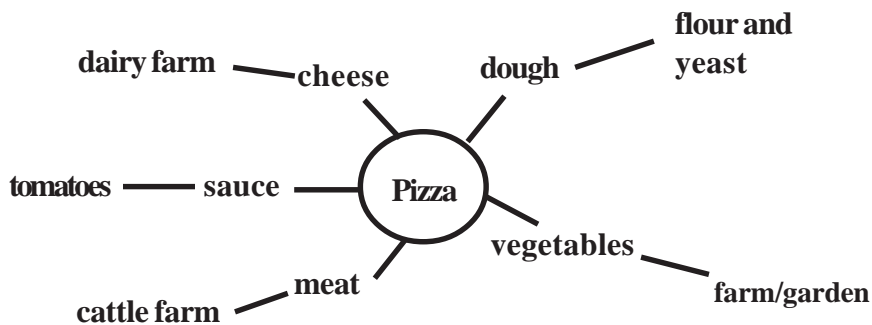 flour and
yeast
dairy farm
cheese
dough
tomatoes
sauce
Pizza
vegetables
meat
cattle farm
farm/garden